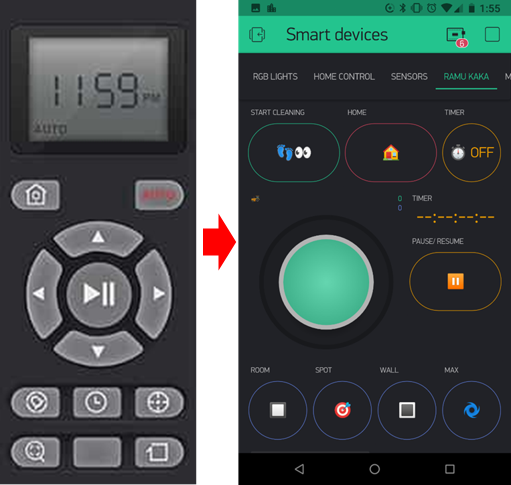 11:59 PM
AUTO
AUTO
1:55
Smart devices
6
RGB LIGHTS
HOME CONTROL
SENSORS
RAMU KAKA
M
START CLEANING
HOME
TIMER
OFF
0
0
TIMER
--:--:--
PAUSE/ RESUME
ROOM
SPOT
WALL
MAX